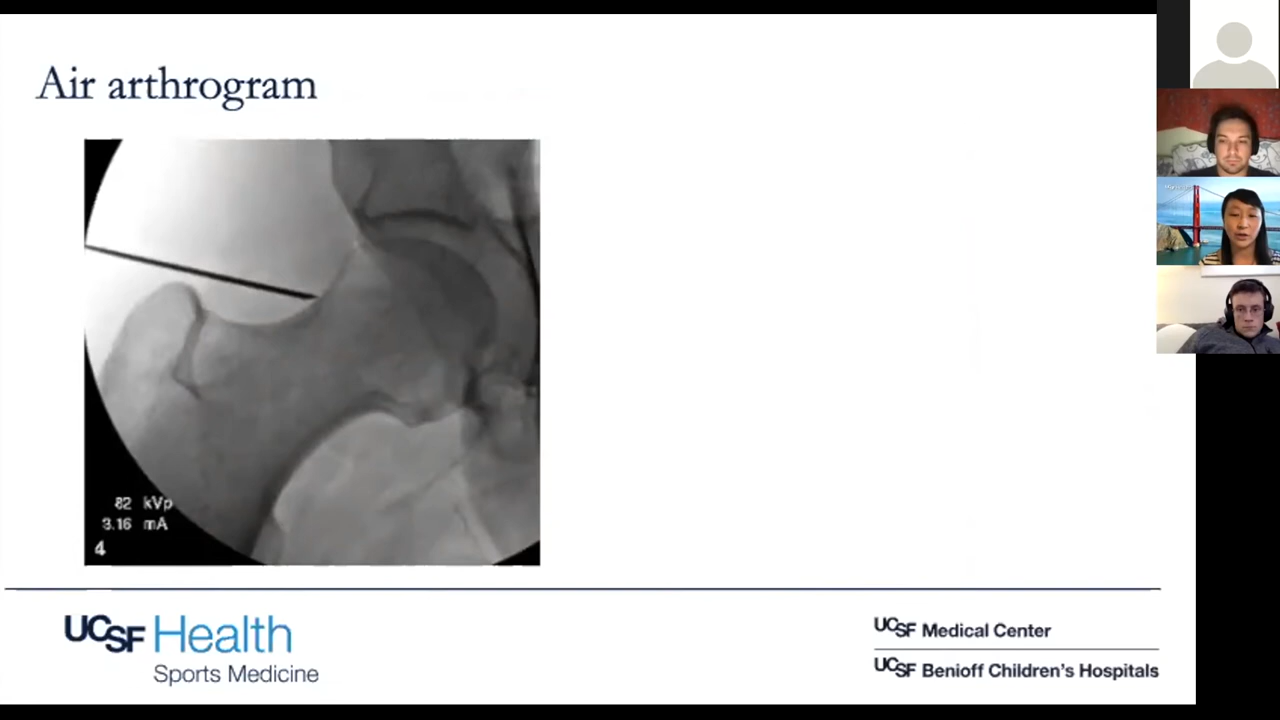 Air arthrogram
82 kVp
3.16 mA
4
UCSF Health
Sports Medicine
UCSF Medical Center
UCSF Benioff Children's Hospitals